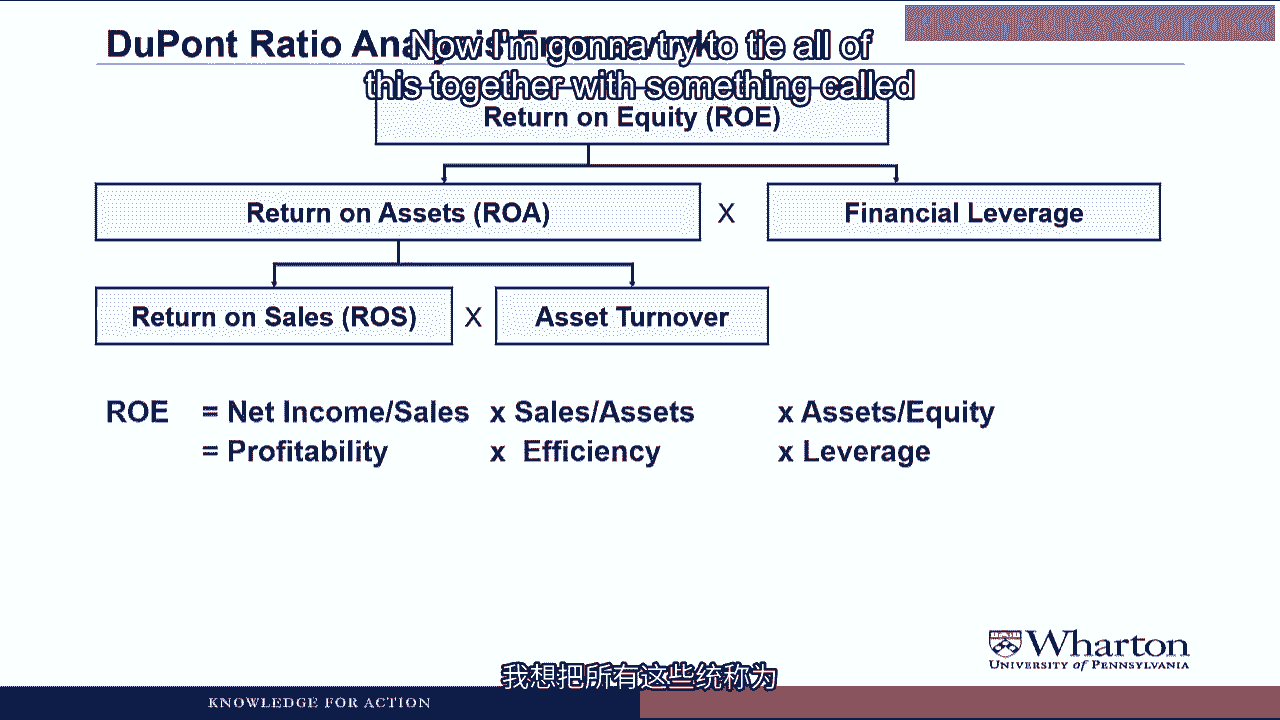 DuPont Ratio Analysis Framework
Now I'm gonna try to tie all of
this together with something called
Return on Equity (ROE)
Return on Assets (ROA) X Financial Leverage
Return on Sales (ROS) X Asset Turnover
ROE = Net Income/Sales x Sales/Assets x Assets/Equity
= Profitability x Efficiency x Leverage
Wharton
UNIVERSITY of PENNSYLVANIA
我想把所有这些统称为
KNOWLEDGE FOR ACTION